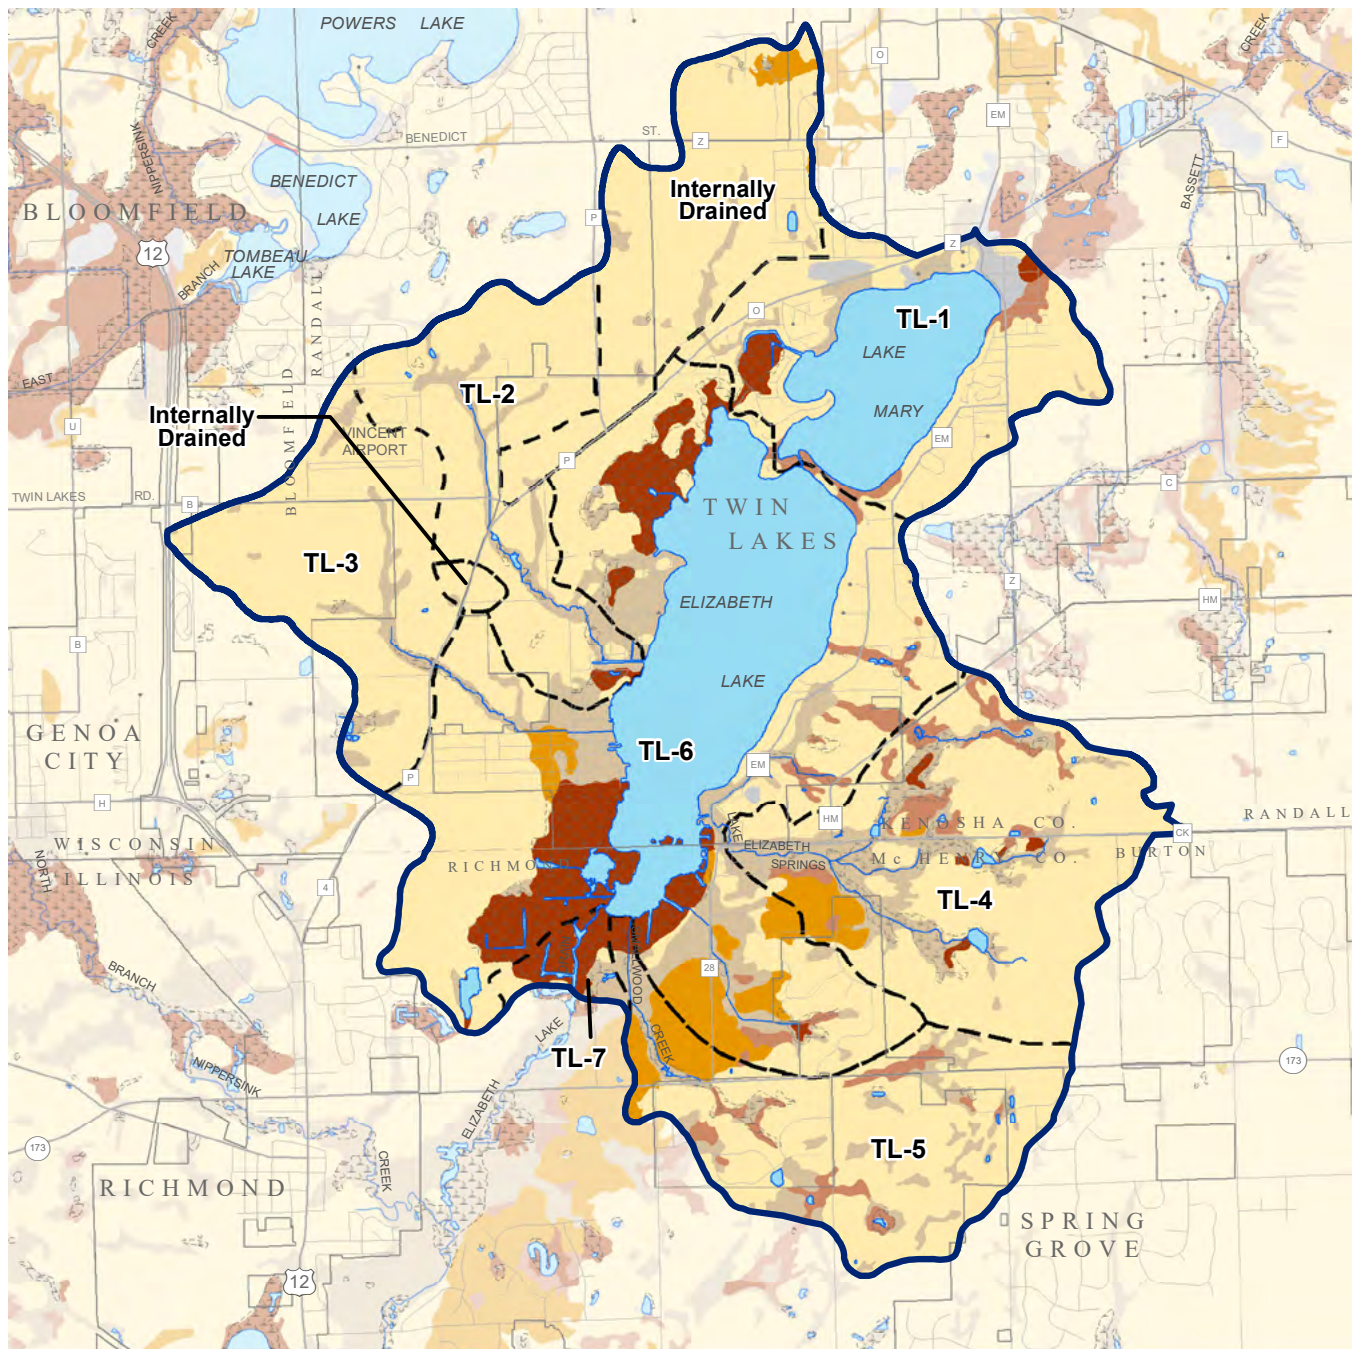 POWERS LAKE
CREEK
CREEK
O
EM
F
BENEDICT
ST.
Z
NIPPERSINK
BASSETT
BENEDICT
LAKE
Internally
Drained
BLOOMFIELD
P
12
Z
TOMBEAU
LAKE
BRANCH
RANDALL
O
TL-1
LAKE
EAST
BLOOMFIELD
TL-2
MARY
Internally
Drained
U
VINCENT
AIRPORT
EM
P
C
TWIN LAKES
RD.
B
TWIN
LAKES
TL-3
Z
ELIZABETH
HM
B
LAKE
GENOA
CITY
TL-6
EM
P
H
HM
RANDALL
LAKE
KENOSHA CO.
CK
WISCONSIN
ELIZABETH
BURTON
NORTH
RICHMOND
SPRINGS
McHENRY CO.
ILLINOIS
4
TL-4
BRANCH
28
LAKE
CREEK
TL-7
173
NIPPERSINK
ELIZABETH
173
TL-5
CREEK
RICHMOND
SPRING
GROVE
12